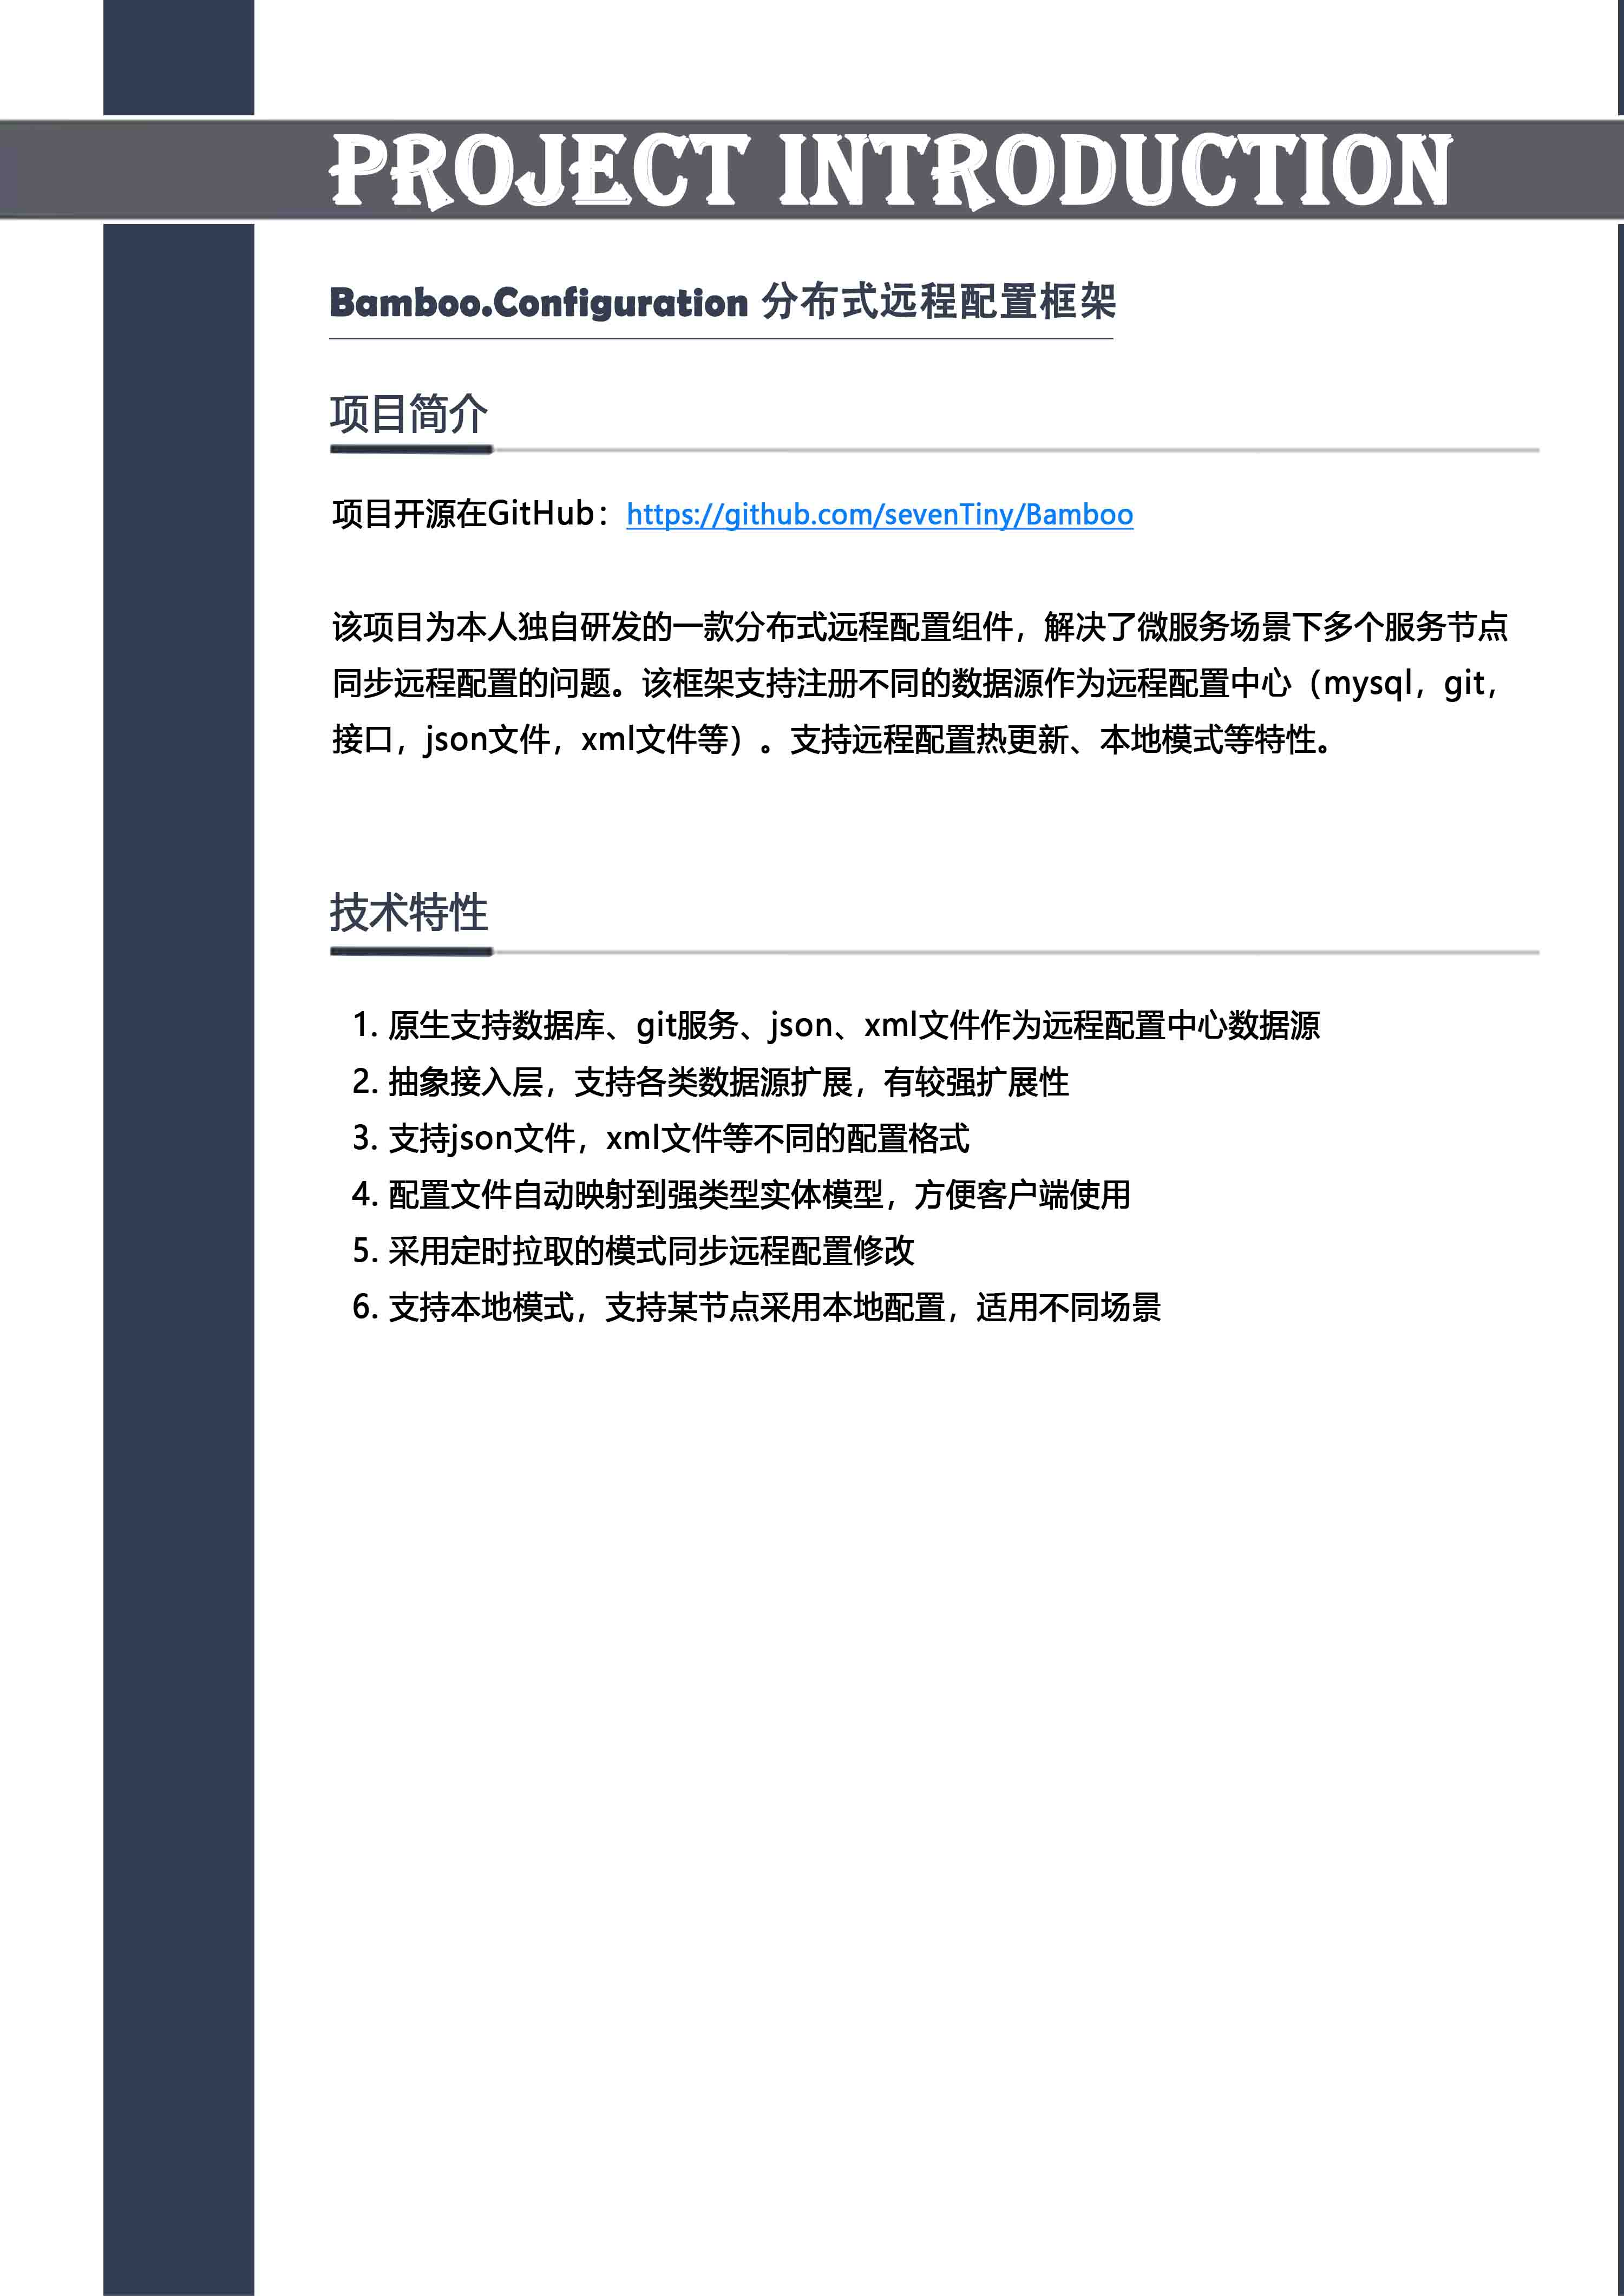 PROJECT INTRODUCTION
Bamboo.Configuration 分布式远程配置框架
项目简介
项目开源在GitHub：https://github.com/sevenTiny/Bamboo
该项目为本人独自研发的一款分布式远程配置组件，解决了微服务场景下多个服务节点
同步远程配置的问题。该框架支持注册不同的数据源作为远程配置中心（mysql，git，
接口，json文件，xml文件等）。支持远程配置热更新、本地模式等特性。
技术特性
1. 原生支持数据库、git服务、json、xml文件作为远程配置中心数据源
2. 抽象接入层，支持各类数据源扩展，有较强扩展性
3. 支持json文件，xml文件等不同的配置格式
4. 配置文件自动映射到强类型实体模型，方便客户端使用
5. 采用定时拉取的模式同步远程配置修改
6. 支持本地模式，支持某节点采用本地配置，适用不同场景